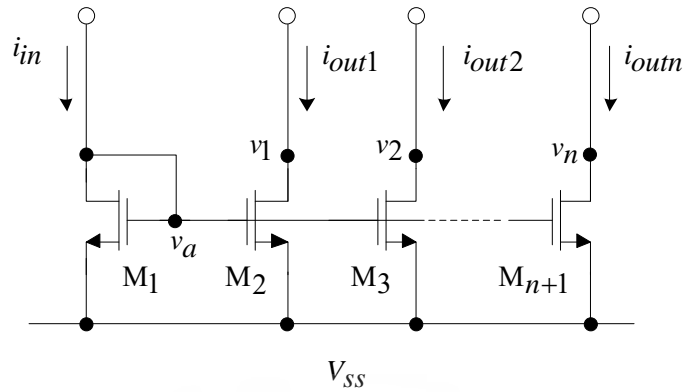 i_in i_out1 i_out2 i_outn
v_1 v_2 v_n
v_a
M_1 M_2 M_3 M_n+1
V_ss